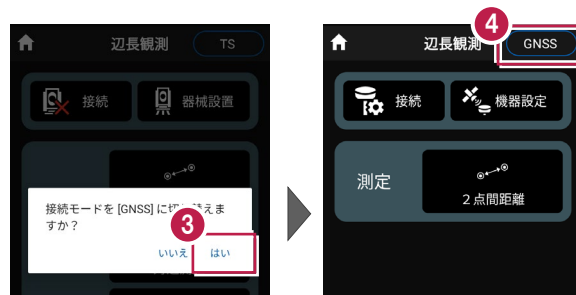 辺長観測
TS
接続
器械設置
接続モードを [GNSS] に切り替えま
すか？
3
いいえ
はい
4
辺長観測
GNSS
接続
機器設定
測定
2点間距離